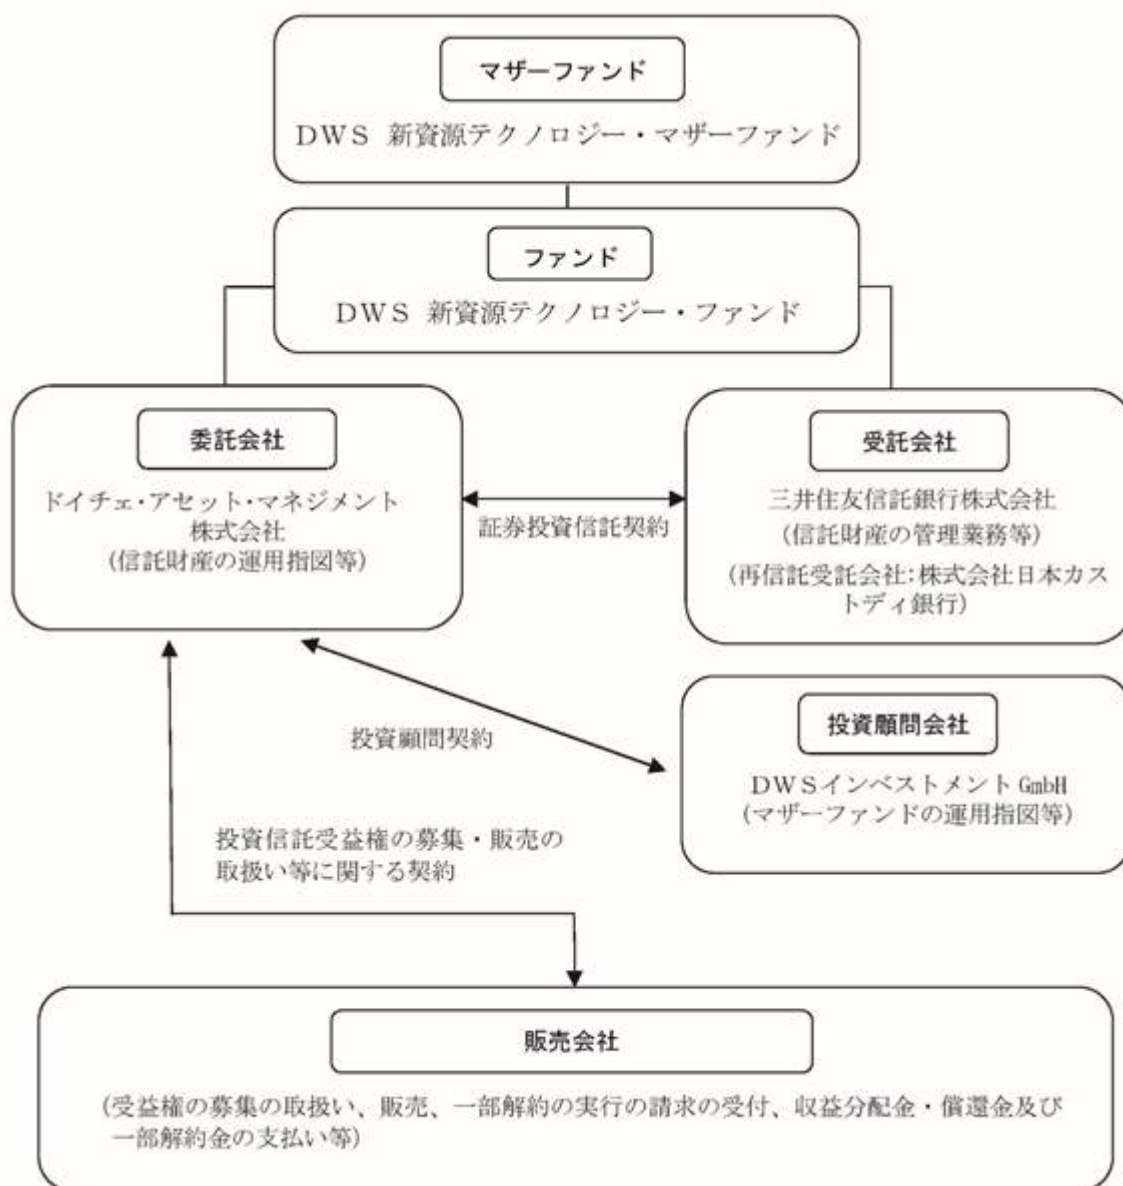 マザーファンド
DWS 新資源テクノロジー・マザーファンド
ファンド
DWS 新資源テクノロジー・ファンド
委託会社
ドイチェ・アセット・マネジメント
株式会社
(信託財産の運用指図等)
証券投資信託契約
受託会社
三井住友信託銀行株式会社
(信託財産の管理業務等)
(再信託受託会社:株式会社日本カス
トディ銀行)
投資顧問契約
投資顧問会社
DWSインベストメント GmbH
(マザーファンドの運用指図等)
投資信託受益権の募集・販売の
取扱い等に関する契約
販売会社
(受益権の募集の取扱い、販売、一部解約の実行の請求の受付、収益分配金・償還金及び
一部解約金の支払い等)